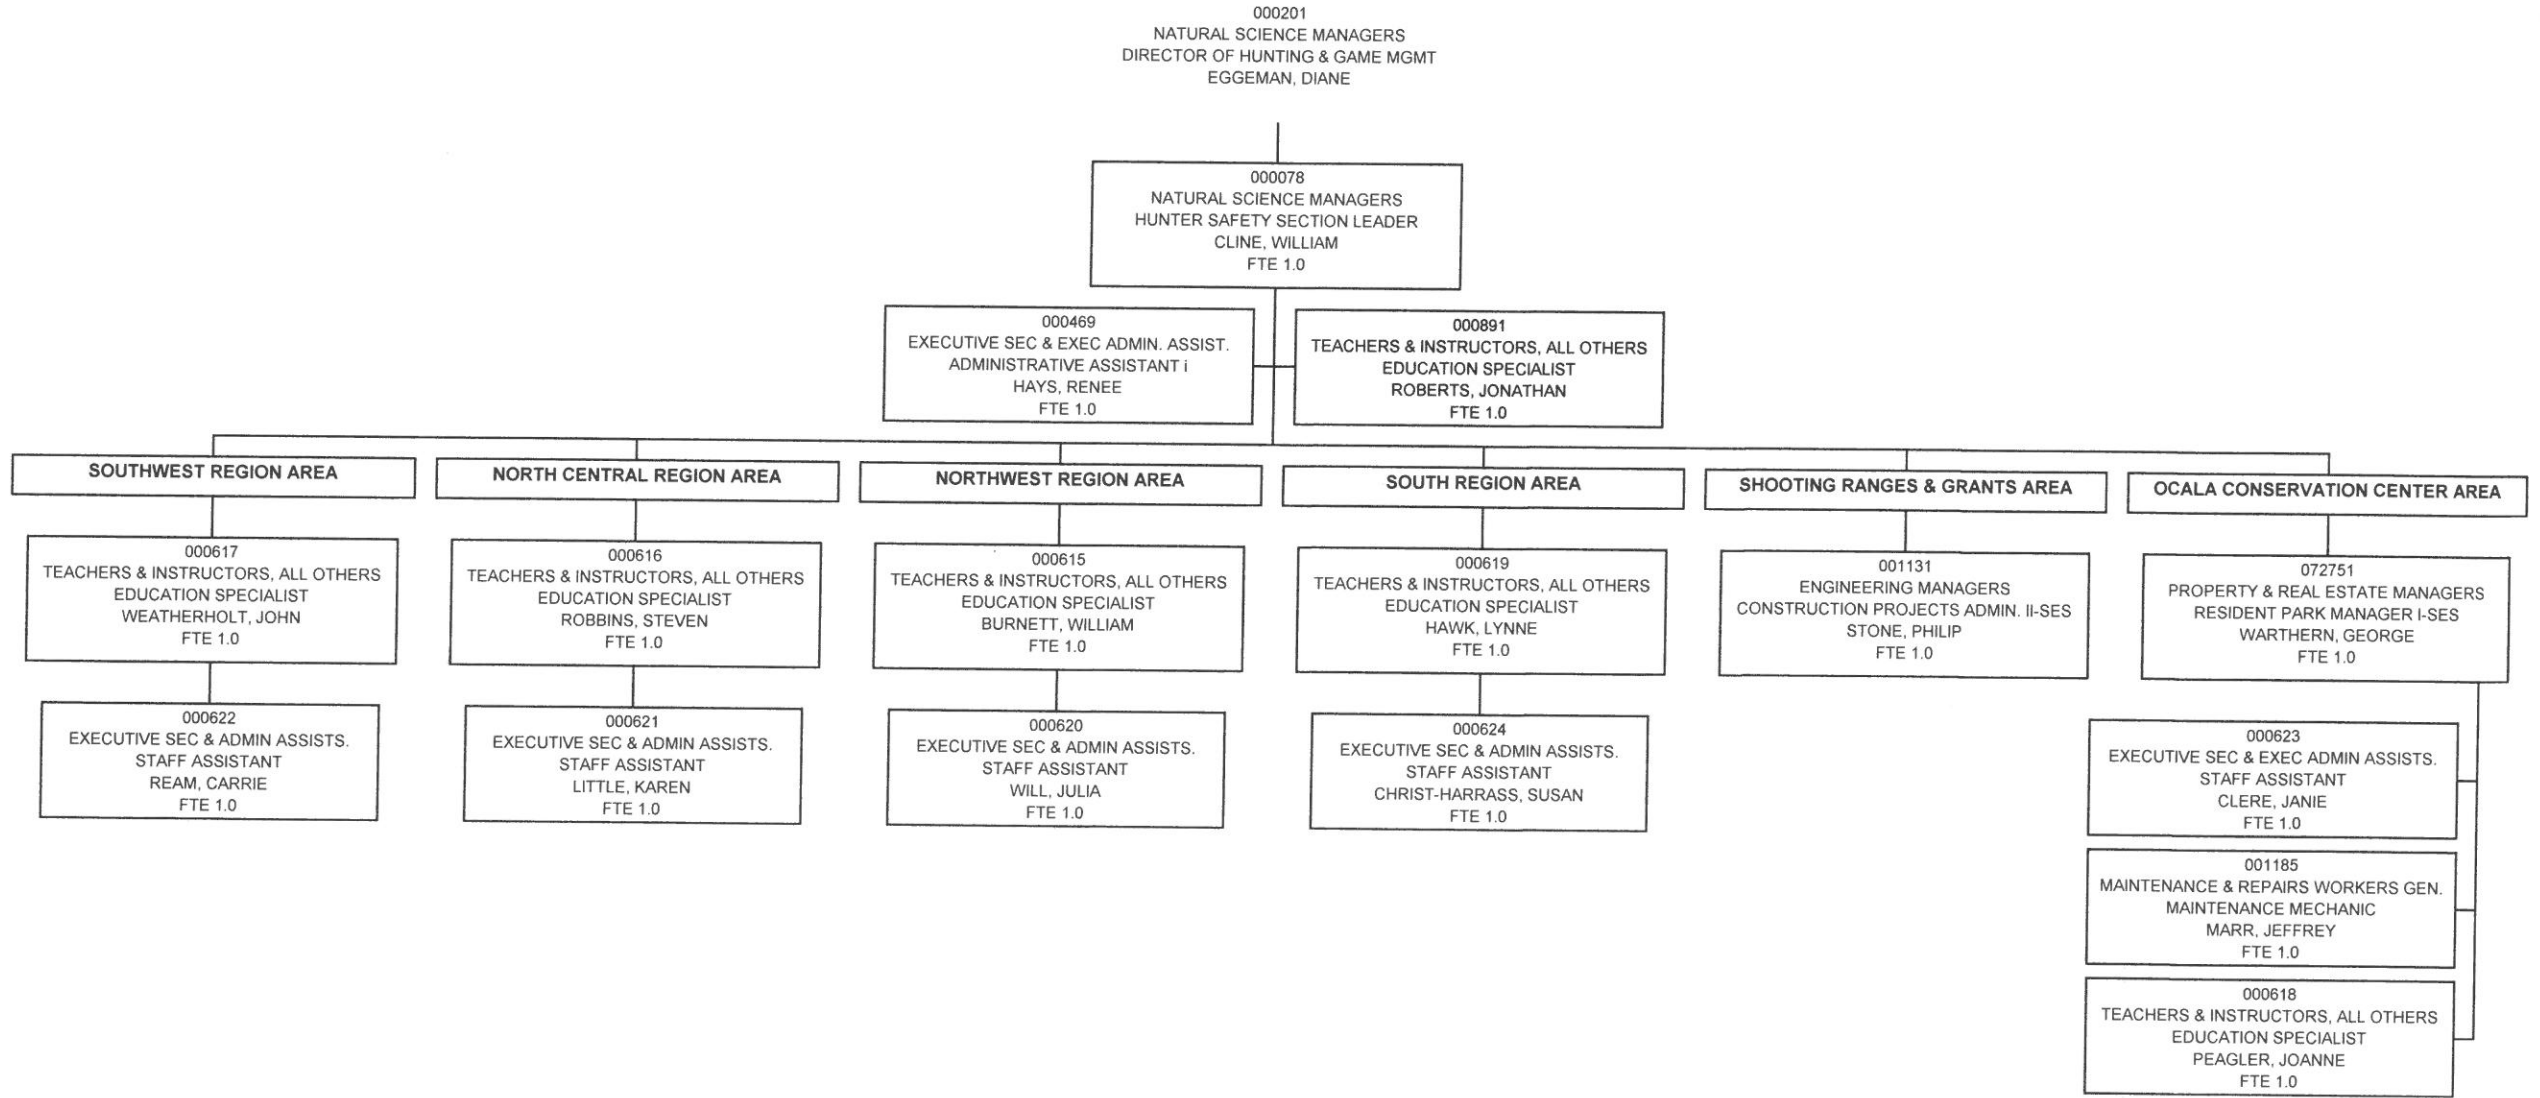 000201
NATURAL SCIENCE MANAGERS
DIRECTOR OF HUNTING & GAME MGMT
EGGEMAN, DIANE
000078
NATURAL SCIENCE MANAGERS
HUNTER SAFETY SECTION LEADER
CLINE, WILLIAM
FTE 1.0
000469
EXECUTIVE SEC & EXEC ADMIN. ASSIST.
ADMINISTRATIVE ASSISTANT i
HAYS, RENEE
FTE 1.0
000891
TEACHERS & INSTRUCTORS, ALL OTHERS
EDUCATION SPECIALIST
ROBERTS, JONATHAN
FTE 1.0
SOUTHWEST REGION AREA
000617
TEACHERS & INSTRUCTORS, ALL OTHERS
EDUCATION SPECIALIST
WEATHERHOLT, JOHN
FTE 1.0
000622
EXECUTIVE SEC & ADMIN ASSISTS.
STAFF ASSISTANT
REAM, CARRIE
FTE 1.0
NORTH CENTRAL REGION AREA
000616
TEACHERS & INSTRUCTORS, ALL OTHERS
EDUCATION SPECIALIST
ROBBINS, STEVEN
FTE 1.0
000621
EXECUTIVE SEC & ADMIN ASSISTS.
STAFF ASSISTANT
LITTLE, KAREN
FTE 1.0
NORTHWEST REGION AREA
000615
TEACHERS & INSTRUCTORS, ALL OTHERS
EDUCATION SPECIALIST
BURNETT, WILLIAM
FTE 1.0
000620
EXECUTIVE SEC & ADMIN ASSISTS.
STAFF ASSISTANT
WILL, JULIA
FTE 1.0
SOUTH REGION AREA
000619
TEACHERS & INSTRUCTORS, ALL OTHERS
EDUCATION SPECIALIST
HAWK, LYNNE
FTE 1.0
000624
EXECUTIVE SEC & ADMIN ASSISTS.
STAFF ASSISTANT
CHRIST-HARRASS, SUSAN
FTE 1.0
SHOOTING RANGES & GRANTS AREA
001131
ENGINEERING MANAGERS
CONSTRUCTION PROJECTS ADMIN. II-SES
STONE, PHILIP
FTE 1.0
OCALA CONSERVATION CENTER AREA
072751
PROPERTY & REAL ESTATE MANAGERS
RESIDENT PARK MANAGER I-SES
WARTHERN, GEORGE
FTE 1.0
000623
EXECUTIVE SEC & EXEC ADMIN ASSISTS.
STAFF ASSISTANT
CLERE, JANIE
FTE 1.0
001185
MAINTENANCE & REPAIRS WORKERS GEN.
MAINTENANCE MECHANIC
MARR, JEFFREY
FTE 1.0
000618
TEACHERS & INSTRUCTORS, ALL OTHERS
EDUCATION SPECIALIST
PEAGLER, JOANNE
FTE 1.0